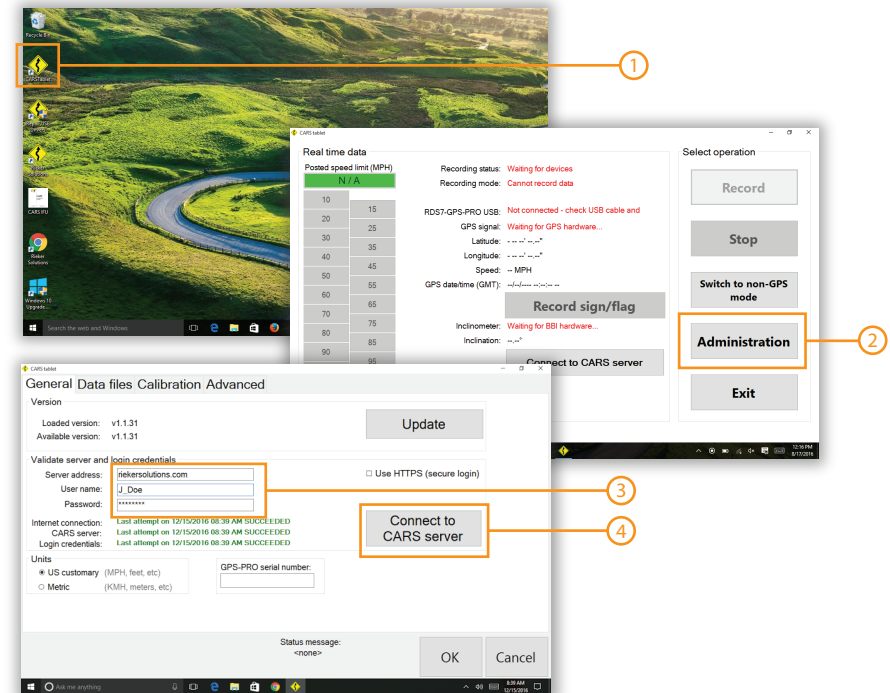 Recycle Bin
CARSTablet
1
CARS IFU
Rieker
Solutions
Windows 10
Upgrade...
Search the web and Windows
CARS tablet
Real time data
Posted speed limit (MPH)
N / A
10
15
20
25
30
35
40
45
50
55
60
65
70
75
80
85
90
95
Recording status: Waiting for devices
Recording mode: Cannot record data
RDS7-GPS-PRO USB: Not connected - check USB cable and
GPS signal: Waiting for GPS hardware...
Latitude: - -- --' --.--"
Longitude: - -- --' --.--"
Speed: -- MPH
GPS date/time (GMT): --/--/---- --:--:-- --
Record sign/flag
Inclinometer: Waiting for BBI hardware...
Inclination: --.--°
Connect to CARS server
Select operation
Record
Stop
Switch to non-GPS
mode
Administration
2
Exit
12:16 PM
8/17/2016
CARS tablet
General Data files Calibration Advanced
Version
Loaded version: v1.1.31
Available version: v1.1.31
Update
Validate server and login credentials
Server address: riekersolutions.com
User name: J_Doe
Password: ********
Use HTTPS (secure login)
3
Internet connection: Last attempt on 12/15/2016 08:39 AM SUCCEEDED
CARS server: Last attempt on 12/15/2016 08:39 AM SUCCEEDED
Login credentials: Last attempt on 12/15/2016 08:39 AM SUCCEEDED
Connect to
CARS server
4
Units
US customary (MPH, feet, etc)
Metric (KMH, meters, etc)
GPS-PRO serial number:
Status message:
<none>
OK
Cancel
Ask me anything
8:39 AM
12/15/2016